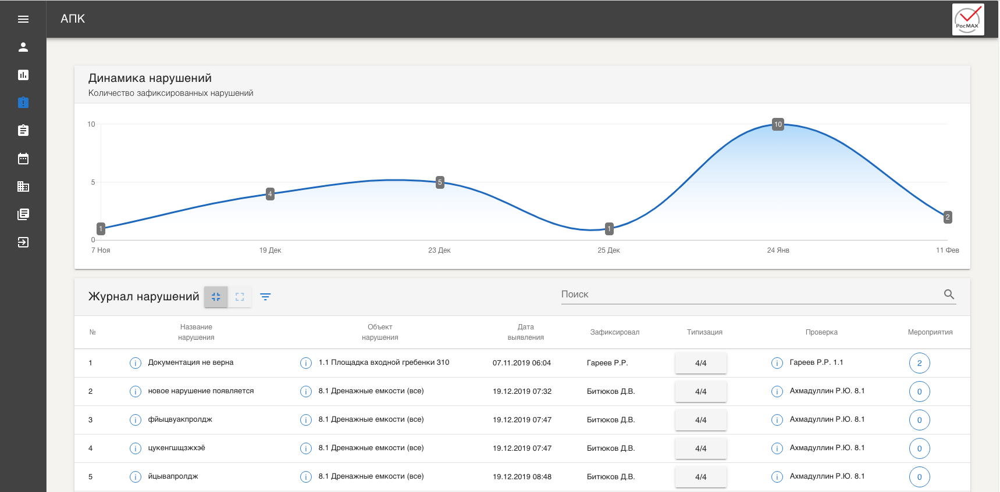 АПК
РосМАХ
Динамика нарушений
Количество зафиксированных нарушений
10
5
0
1
4
5
1
10
2
7 Ноя
19 Дек
23 Дек
25 Дек
24 Янв
11 Фев
Журнал нарушений
Поиск
№
Название
нарушения
Объект
нарушения
Дата
выявления
Зафиксировал
Типизация
Проверка
Мероприятия
1 Документация не верна 1.1 Площадка входной гребенки 310 07.11.2019 06:04 Гареев Р.Р. 4/4 Гареев Р.Р. 1.1 2
2 новое нарушение появляется 8.1 Дренажные емкости (все) 19.12.2019 07:32 Битюков Д.В. 4/4 Ахмадуллин Р.Ю. 8.1 0
3 фйыцвуакпролдж 8.1 Дренажные емкости (все) 19.12.2019 07:47 Битюков Д.В. 4/4 Ахмадуллин Р.Ю. 8.1 0
4 цукенгшщзжхэё 8.1 Дренажные емкости (все) 19.12.2019 07:47 Битюков Д.В. 4/4 Ахмадуллин Р.Ю. 8.1 0
5 йцывапролдж 8.1 Дренажные емкости (все) 19.12.2019 08:48 Битюков Д.В. 4/4 Ахмадуллин Р.Ю. 8.1 0